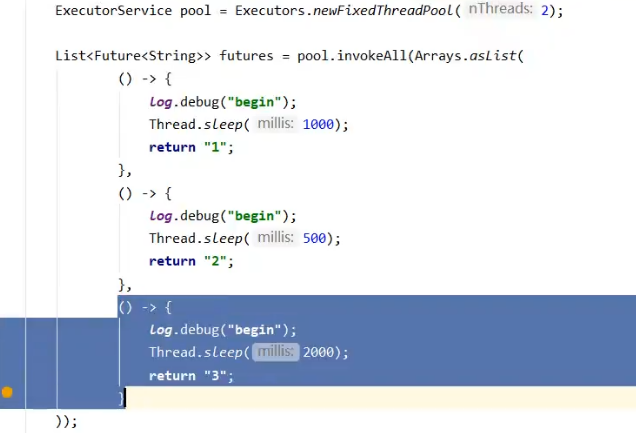 ExecutorService pool = Executors.newFixedThreadPool( nThreads: 2);
List<Future<String>> futures = pool.invokeAll(Arrays.asList(
() -> {
log.debug("begin");
Thread.sleep( millis: 1000);
return "1";
},
() -> {
log.debug("begin");
Thread.sleep( millis: 500);
return "2";
},
() -> {
log.debug("begin");
Thread.sleep( millis: 2000);
return "3";
}
));